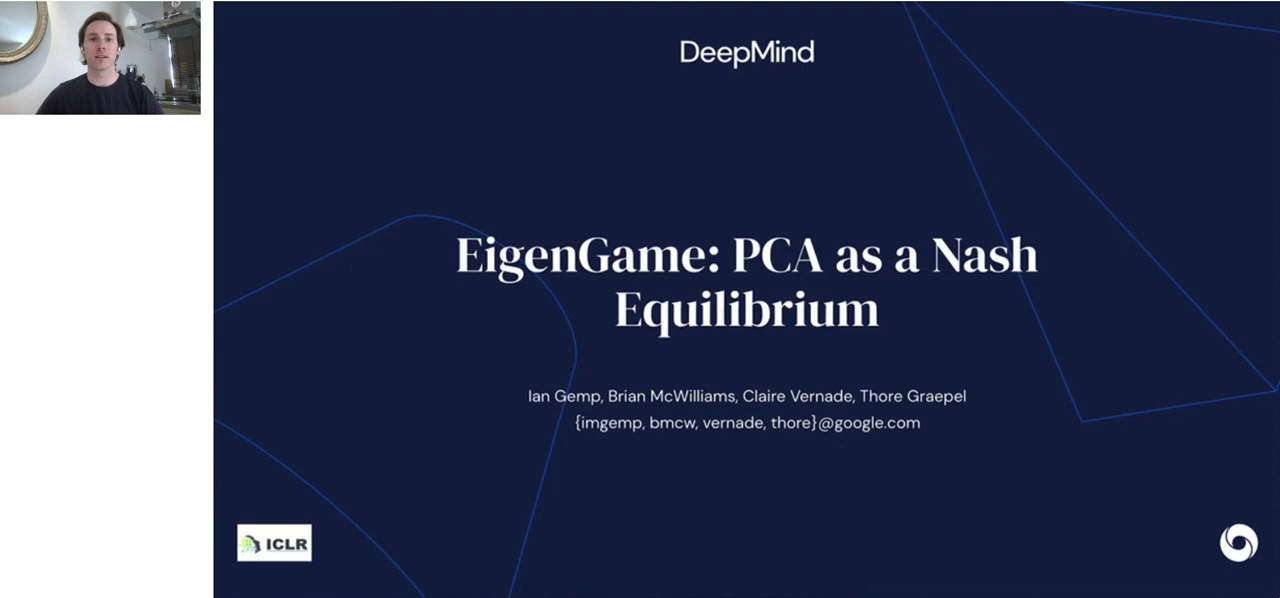 DeepMind
EigenGame: PCA as a Nash
Equilibrium
Ian Gemp, Brian McWilliams, Claire Vernade, Thore Graepel
{imgemp, bmcw, vernade, thore}@google.com
ICLR